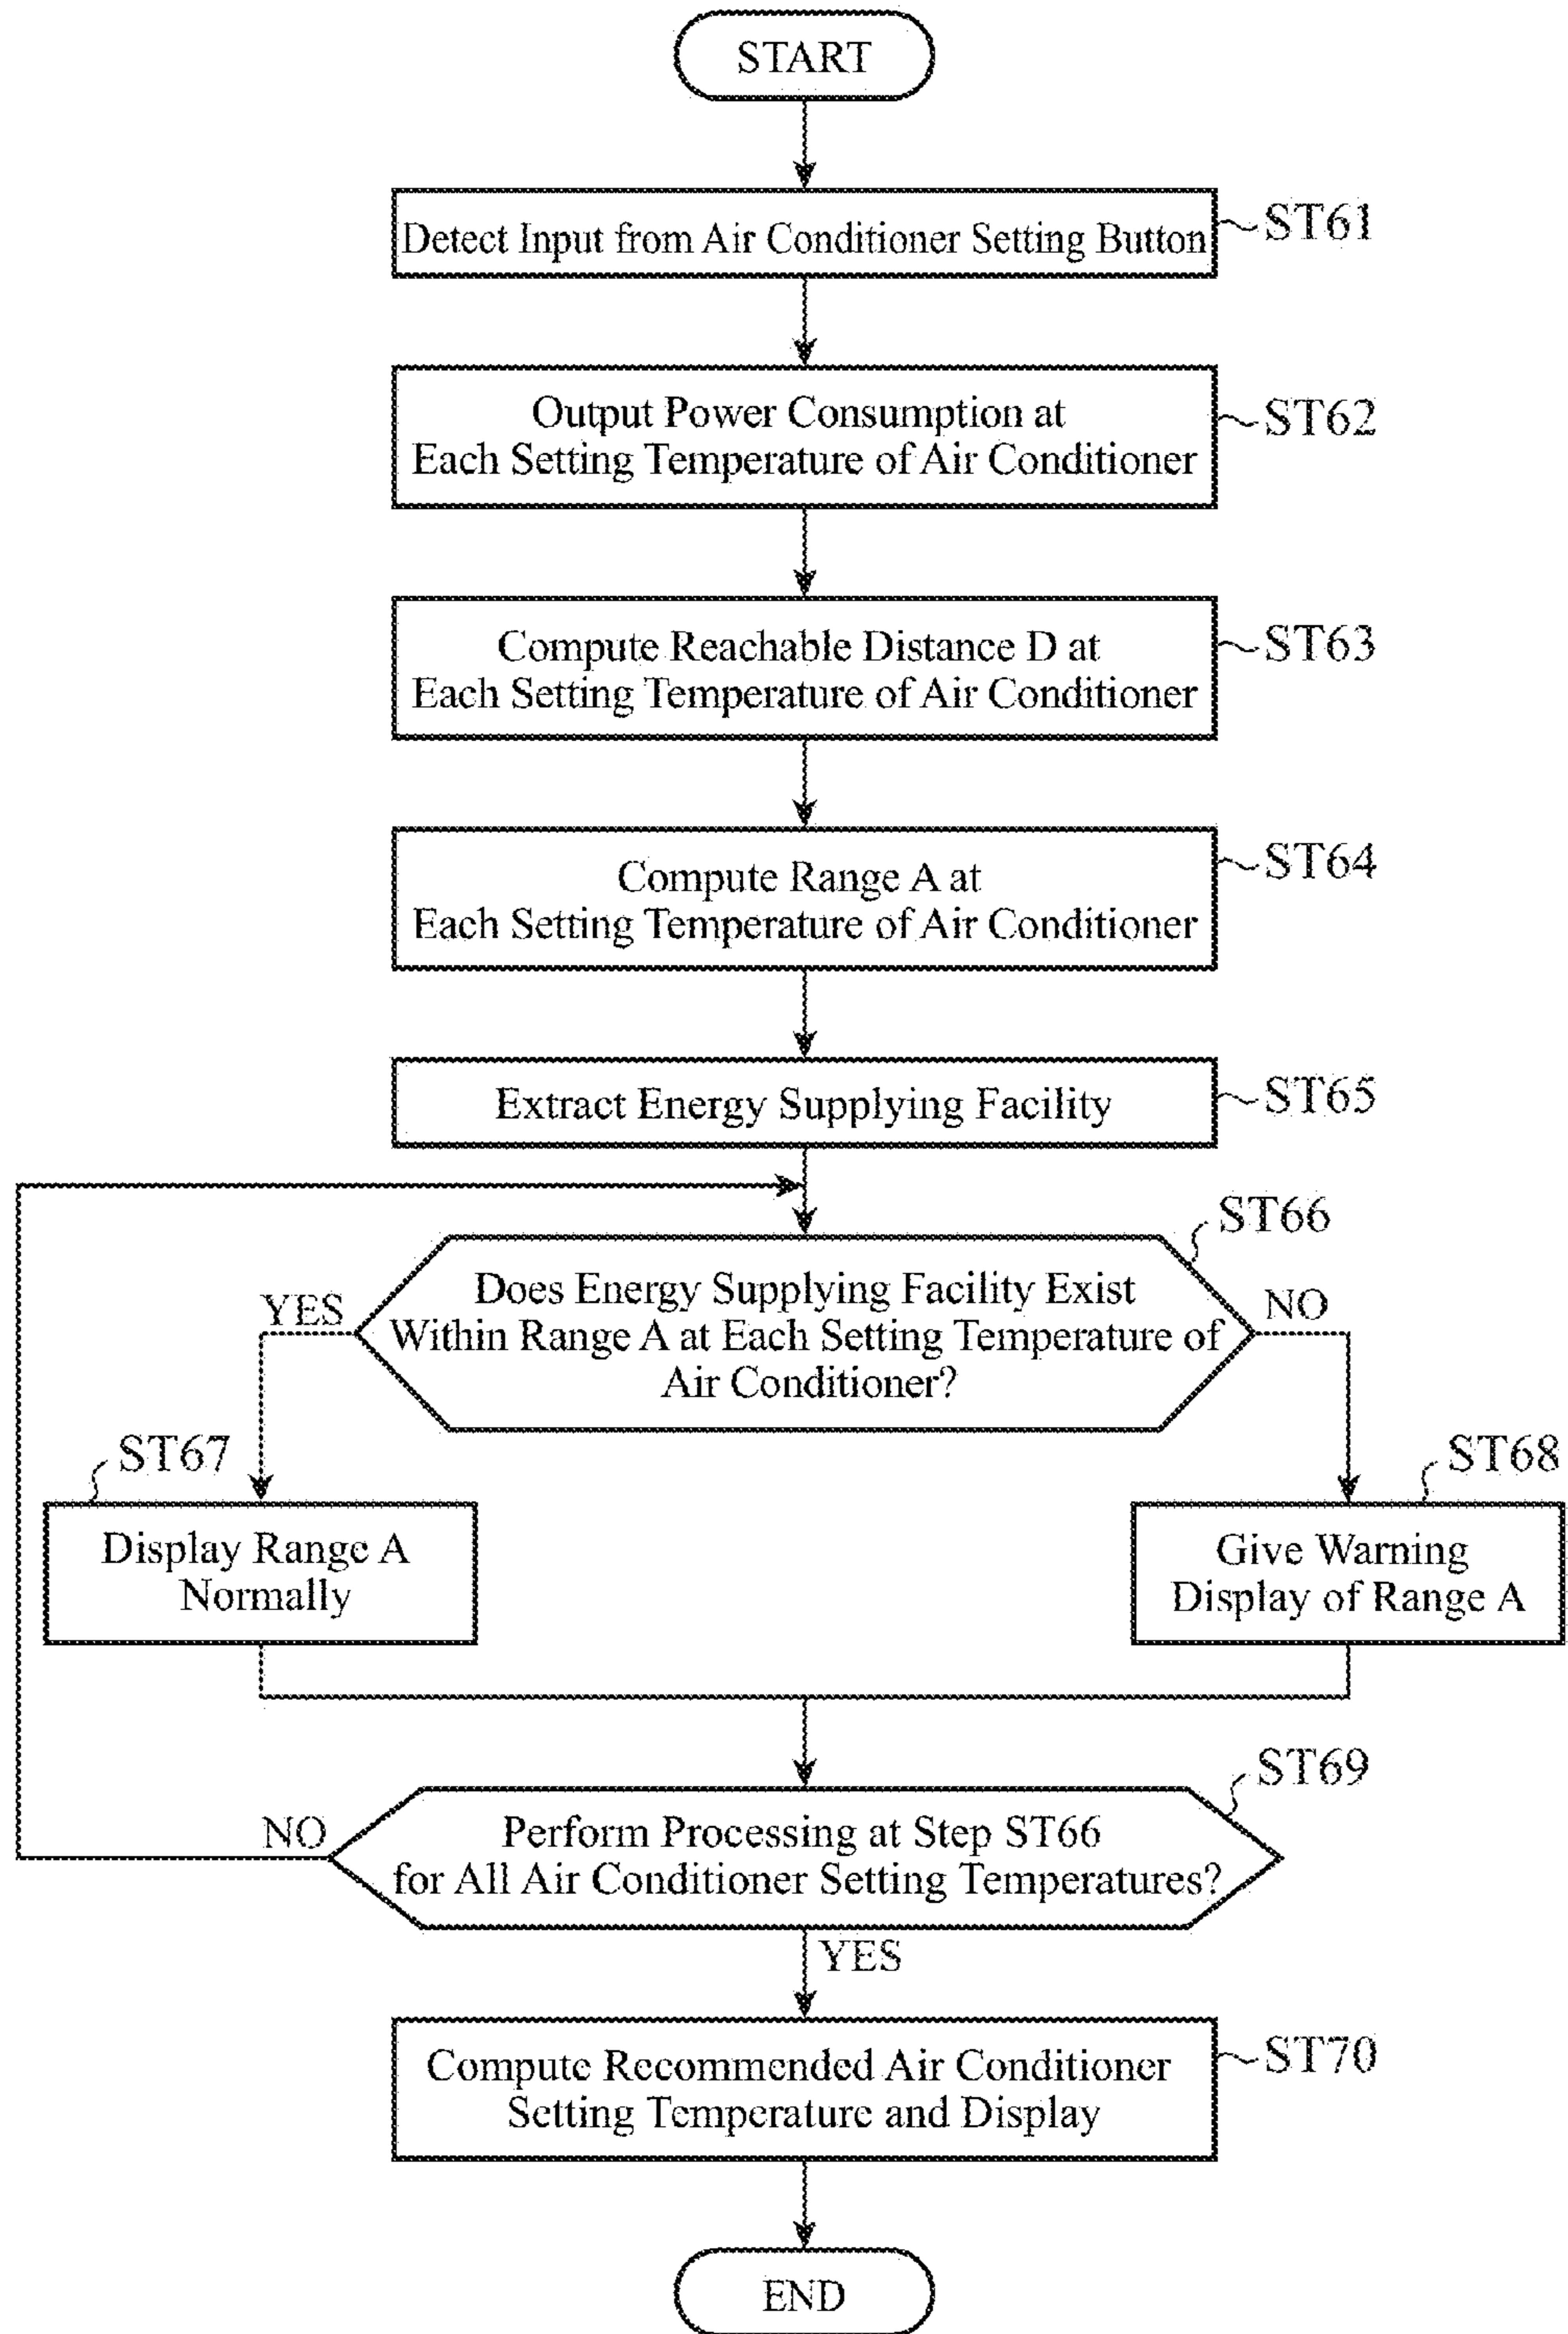 START
Detect Input from Air Conditioner Setting Button
ST61
Output Power Consumption at
Each Setting Temperature of Air Conditioner
ST62
Compute Reachable Distance D at
Each Setting Temperature of Air Conditioner
ST63
Compute Range A at
Each Setting Temperature of Air Conditioner
ST64
Extract Energy Supplying Facility
ST65
ST66
Does Energy Supplying Facility Exist
Within Range A at Each Setting Temperature of
Air Conditioner?
YES
NO
ST67
Display Range A
Normally
ST68
Give Warning
Display of Range A
ST69
Perform Processing at Step ST66
for All Air Conditioner Setting Temperatures?
NO
YES
Compute Recommended Air Conditioner
Setting Temperature and Display
ST70
END